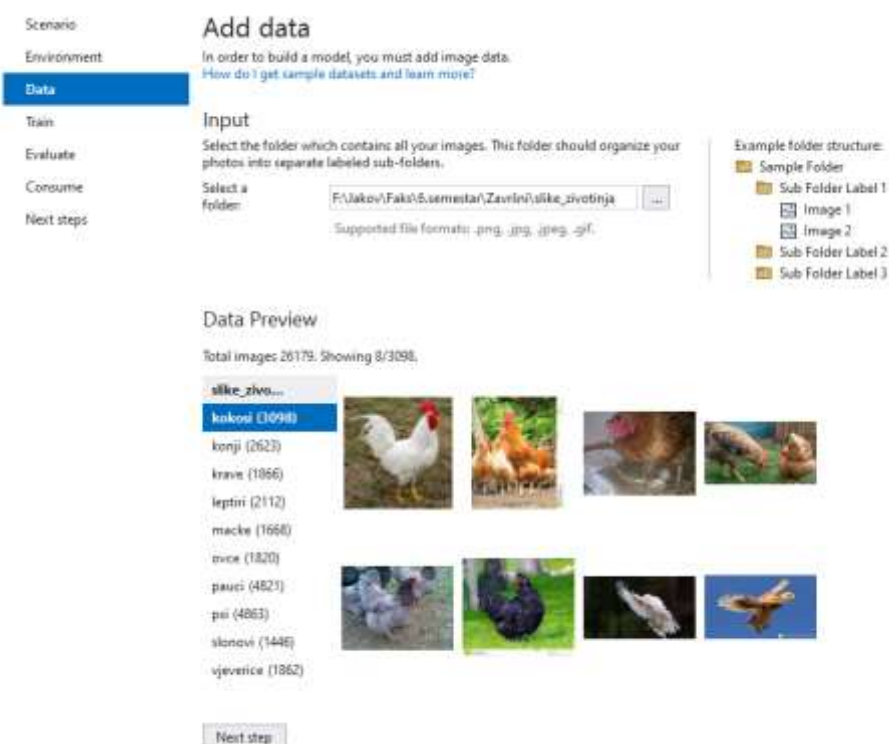 Scenario
Environment
Data
Train
Evaluate
Consume
Next steps
Add data
In order to build a model, you must add image data.
How do I get sample datasets and learn more?
Input
Select the folder which contains all your images. This folder should organize your
photos into separate labeled sub-folders.
Select a
folder:
F:\Jakov\Faks\6.semestar\Završni\slike_zivotinja
...
Supported file formats: .png, .jpg, .jpeg, .gif.
Example folder structure:
Sample Folder
Sub Folder Label 1
Image 1
Image 2
Sub Folder Label 2
Sub Folder Label 3
Data Preview
Total images 26179. Showing 8/3098.
slike_zivo...
kokosi (3098)
konji (2623)
krave (1866)
leptiri (2112)
macke (1668)
ovce (1820)
pauci (4821)
psi (4863)
slonovi (1446)
vjeverice (1862)
Next step